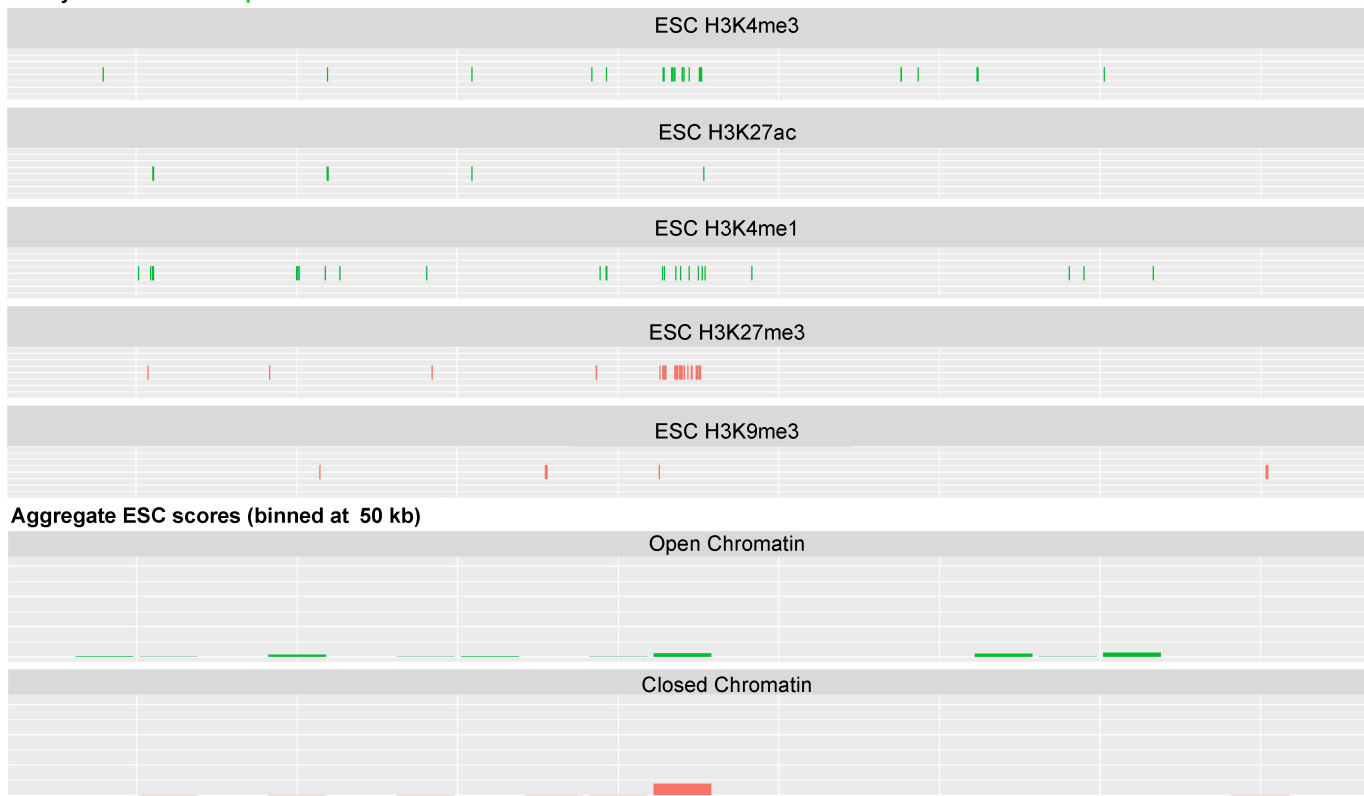 ESC H3K4me3
ESC H3K27ac
ESC H3K4me1
ESC H3K27me3
ESC H3K9me3
Aggregate ESC scores (binned at 50 kb)
Open Chromatin
Closed Chromatin